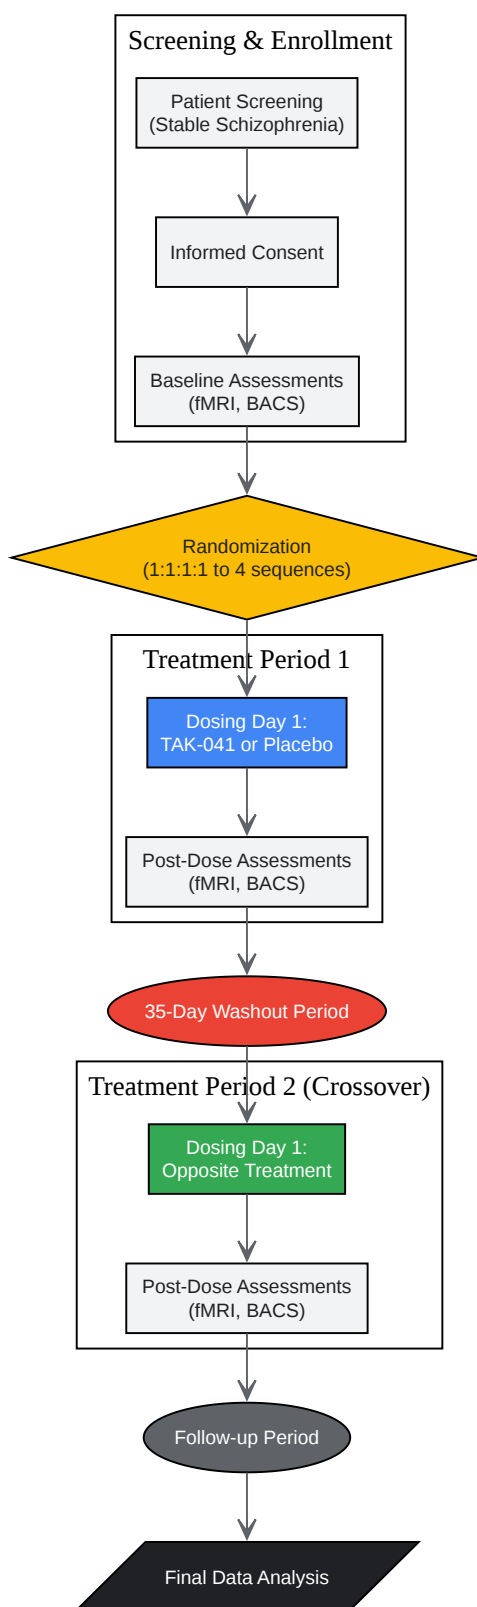 Screening & Enrollment
Patient Screening
(Stable Schizophrenia)
Informed Consent
Baseline Assessments
(fMRI, BACS)
Randomization
(1:1:1:1 to 4 sequences)
Treatment Period 1
Dosing Day 1:
TAK-041 or Placebo
Post-Dose Assessments
(fMRI, BACS)
35-Day Washout Period
Treatment Period 2 (Crossover)
Dosing Day 1:
Opposite Treatment
Post-Dose Assessments
(fMRI, BACS)
Follow-up Period
Final Data Analysis